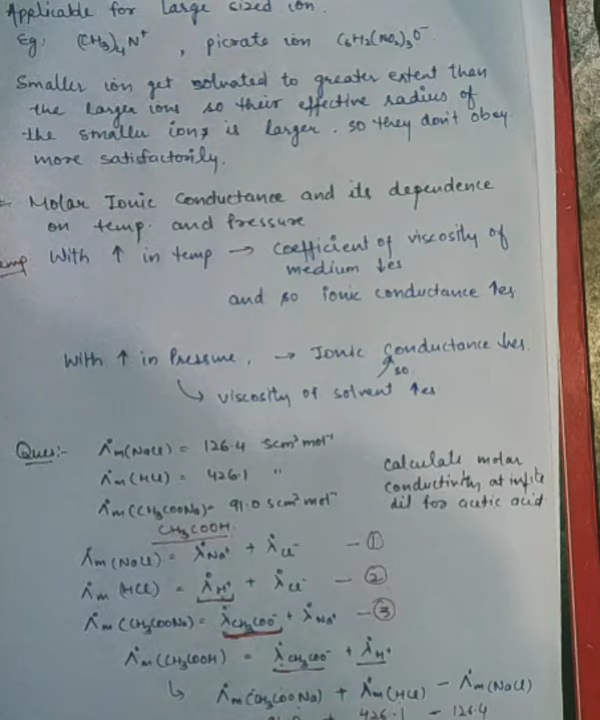 Applicable for large sized ion.
Eg: (CH3)4N+ , picrate ion C6H2(NO2)3O-
Smaller ion get solvated to greater extent than
the larger ions so their effective radius of
the smaller ions is larger. so they don't obey
more satisfactorily.
Molar Ionic Conductance and its dependence
on temp. and Pressure
emp With ↑ in temp → coefficient of viscosity of
medium ↓es
and so ionic conductance ↑es
With ↑ in Pressure, → Ionic Conductance ↓es.
so
↳ viscosity of solvent ↑es
Ques:- Λ°m(NaCl) = 126.4 Scm²mol⁻¹
Λ°m(HCl) = 426.1 "
Λ°m(CH3COONa)= 91.0 Scm²mol⁻¹
calculate molar
conductivity at infite
dil for acetic acid
CH3COOH.
Λ°m(NaCl) = λ°Na+ + λ°Cl- — ①
Λ°m(HCl) = λ°H+ + λ°Cl- — ②
Λ°m(CH3COONa) = λ°CH3COO- + λ°Na+ — ③
Λ°m(CH3COOH) = λ°CH3COO- + λ°H+
↳ Λ°m(CH3COONa) + Λ°m(HCl) - Λ°m(NaCl)
+ 426.1 - 126.4